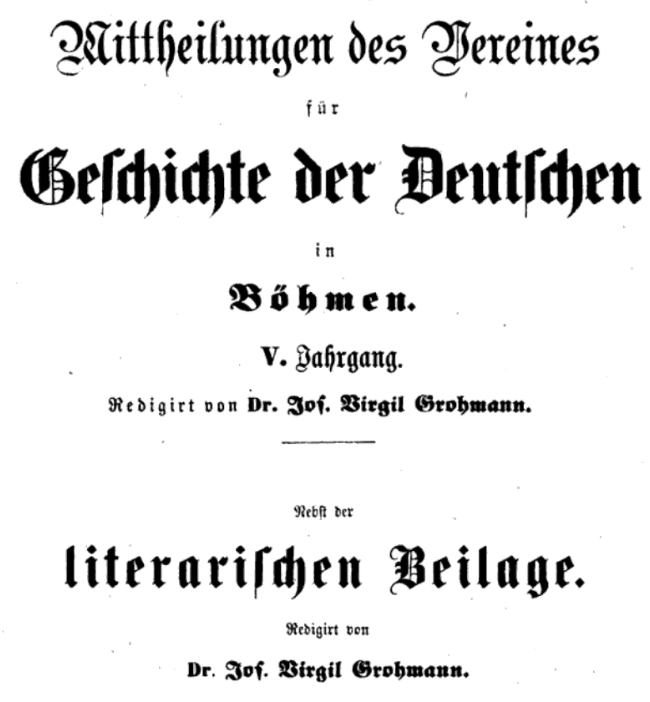 Mittheilungen des Vereines
für
Geſchichte der Deutſchen
in
Böhmen.
V. Jahrgang.
Redigirt von Dr. Joſ. Virgil Grohmann.
Nebſt der
literariſchen Beilage.
Redigirt von
Dr. Joſ. Virgil Grohmann.